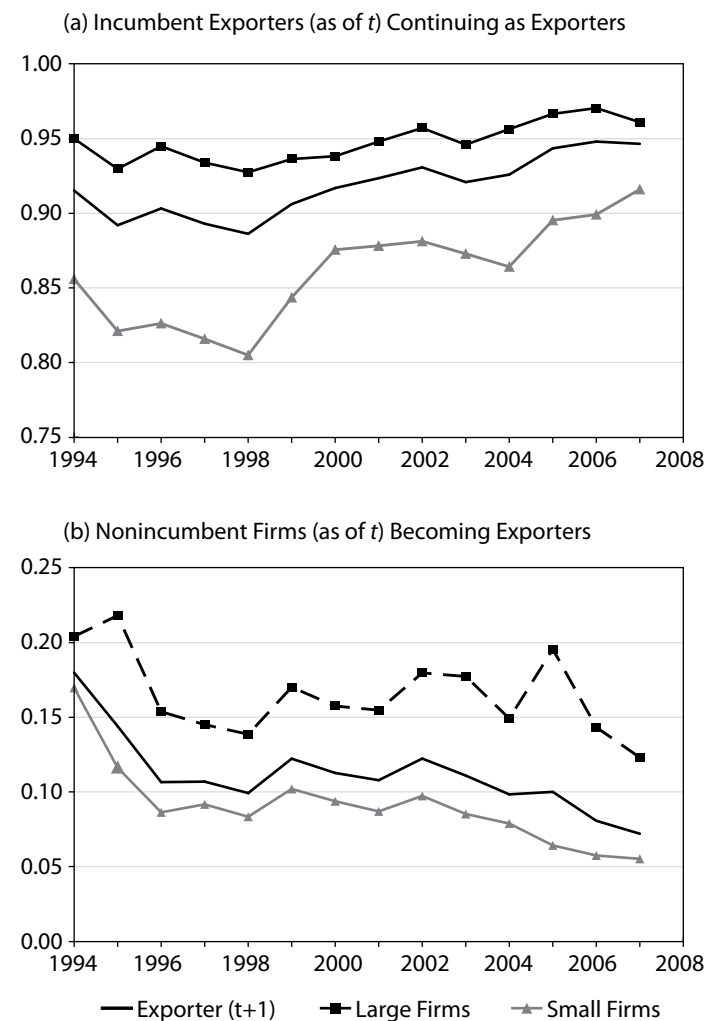 (a) Incumbent Exporters (as of t) Continuing as Exporters
1.00
0.95
0.90
0.85
0.80
0.75
1994 1996 1998 2000 2002 2004 2006 2008
(b) Nonincumbent Firms (as of t) Becoming Exporters
0.25
0.20
0.15
0.10
0.05
0.00
1994 1996 1998 2000 2002 2004 2006 2008
Exporter (t+1) Large Firms Small Firms